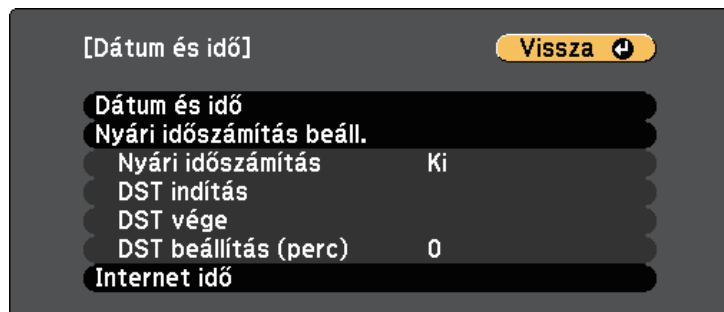 [Dátum és idő] Vissza
Dátum és idő
Nyári időszámítás beáll.
Nyári időszámítás Ki
DST indítás
DST vége
DST beállítás (perc) 0
Internet idő